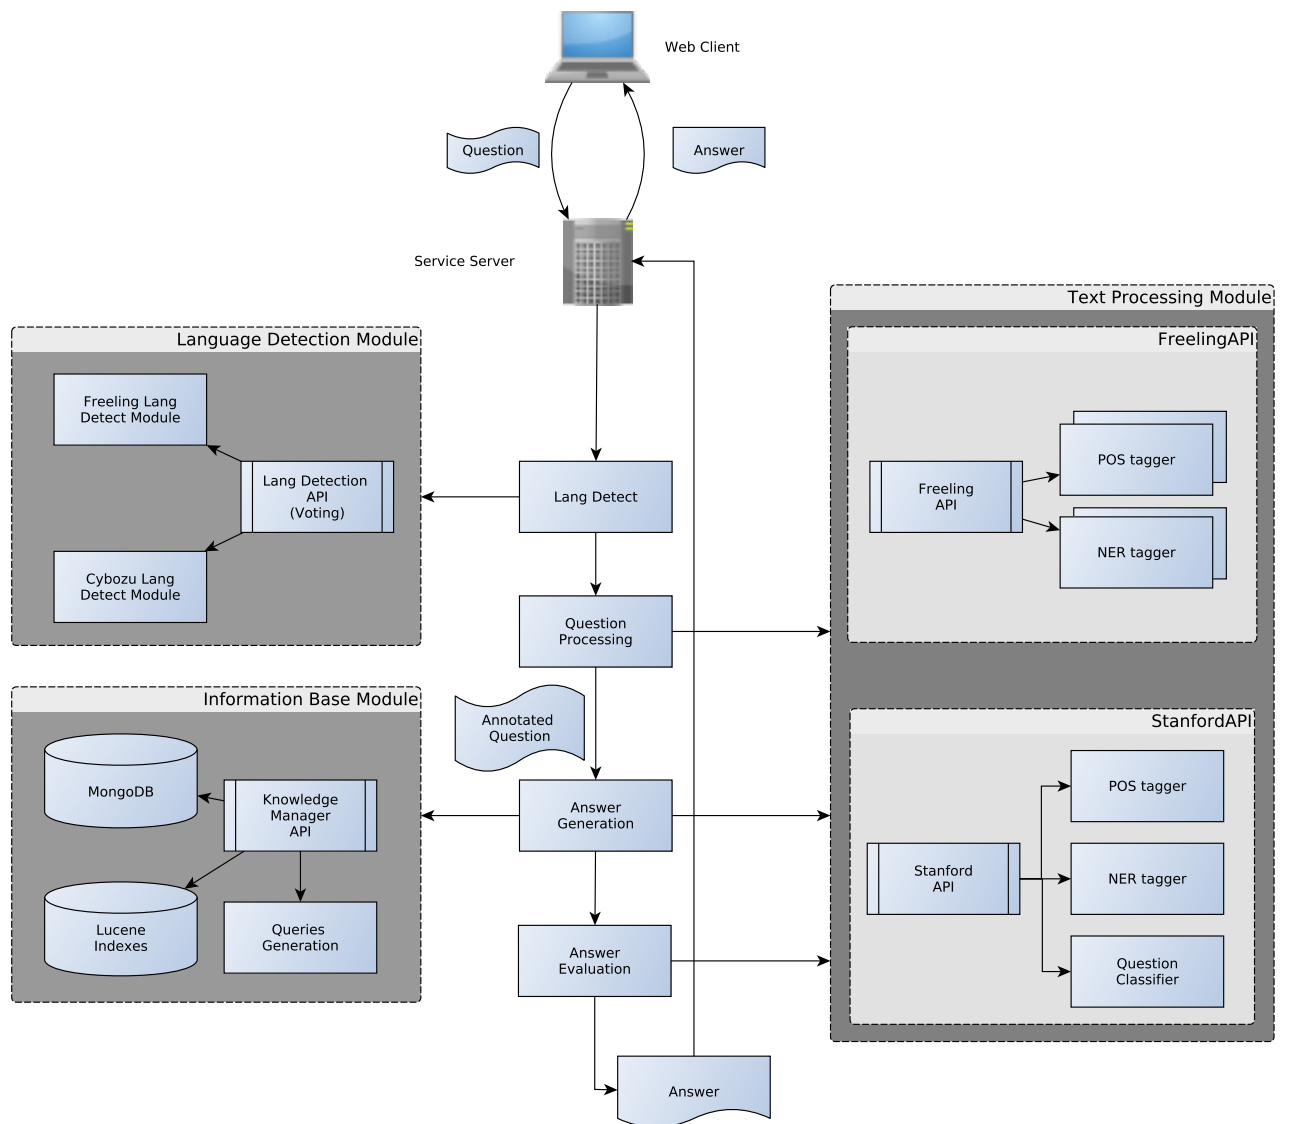 Web Client
Question
Answer
Service Server
Text Processing Module
FreelingAPI
Language Detection Module
Freeling Lang
Detect Module
Lang Detection
API
(Voting)
Cybozu Lang
Detect Module
Lang Detect
Freeling
API
POS tagger
NER tagger
Question
Processing
Information Base Module
MongoDB
Knowledge
Manager
API
Lucene
Indexes
Queries
Generation
Annotated
Question
Answer
Generation
Answer
Evaluation
Answer
StanfordAPI
Stanford
API
POS tagger
NER tagger
Question
Classifier